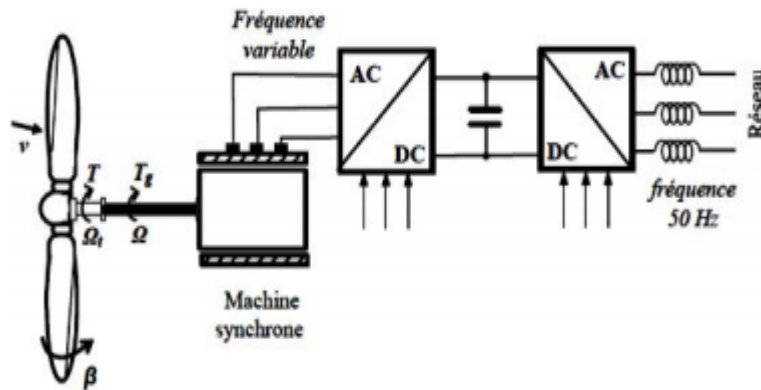 Fréquence
variable
AC
DC
AC
DC
Réseau
v
T
Tg
Ωt
Ω
fréquence
50 Hz
Machine
synchrone
β